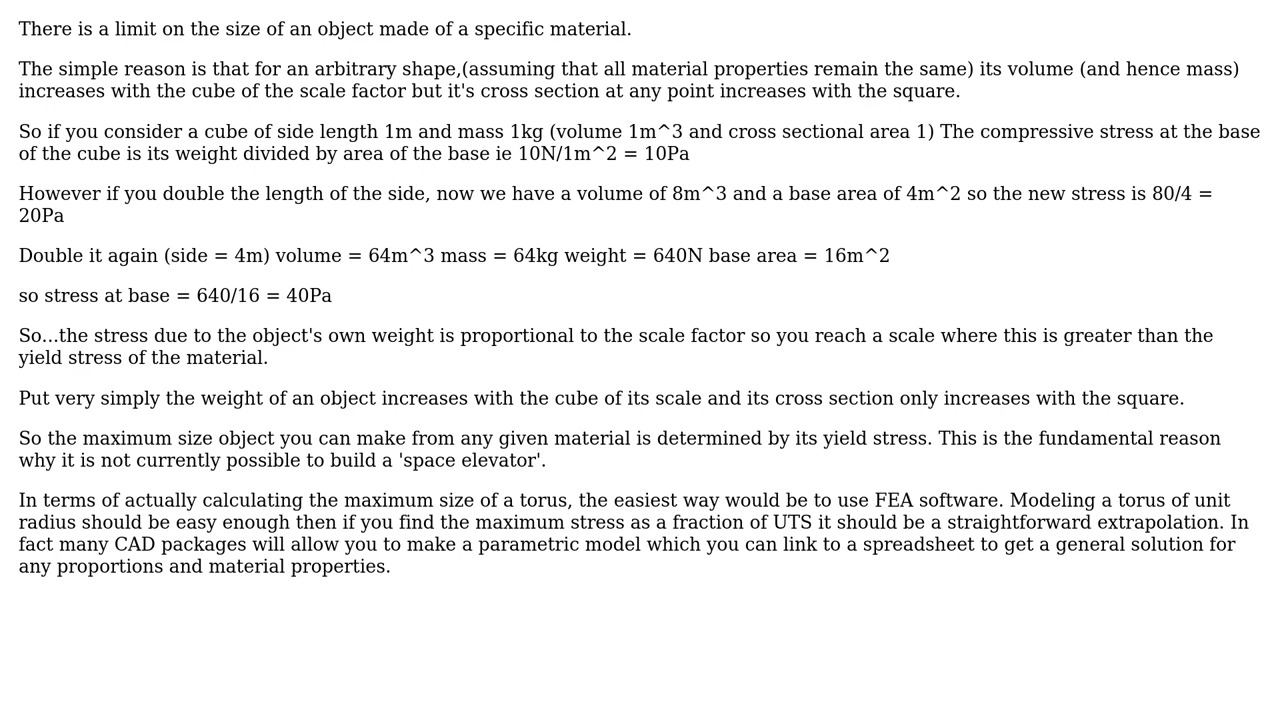 There is a limit on the size of an object made of a specific material.
The simple reason is that for an arbitrary shape,(assuming that all material properties remain the same) its volume (and hence mass)
increases with the cube of the scale factor but it's cross section at any point increases with the square.
So if you consider a cube of side length 1m and mass 1kg (volume 1m^3 and cross sectional area 1) The compressive stress at the base
of the cube is its weight divided by area of the base ie 10N/1m^2 = 10Pa
However if you double the length of the side, now we have a volume of 8m^3 and a base area of 4m^2 so the new stress is 80/4 =
20Pa
Double it again (side = 4m) volume = 64m^3 mass = 64kg weight = 640N base area = 16m^2
so stress at base = 640/16 = 40Pa
So...the stress due to the object's own weight is proportional to the scale factor so you reach a scale where this is greater than the
yield stress of the material.
Put very simply the weight of an object increases with the cube of its scale and its cross section only increases with the square.
So the maximum size object you can make from any given material is determined by its yield stress. This is the fundamental reason
why it is not currently possible to build a 'space elevator'.
In terms of actually calculating the maximum size of a torus, the easiest way would be to use FEA software. Modeling a torus of unit
radius should be easy enough then if you find the maximum stress as a fraction of UTS it should be a straightforward extrapolation. In
fact many CAD packages will allow you to make a parametric model which you can link to a spreadsheet to get a general solution for
any proportions and material properties.